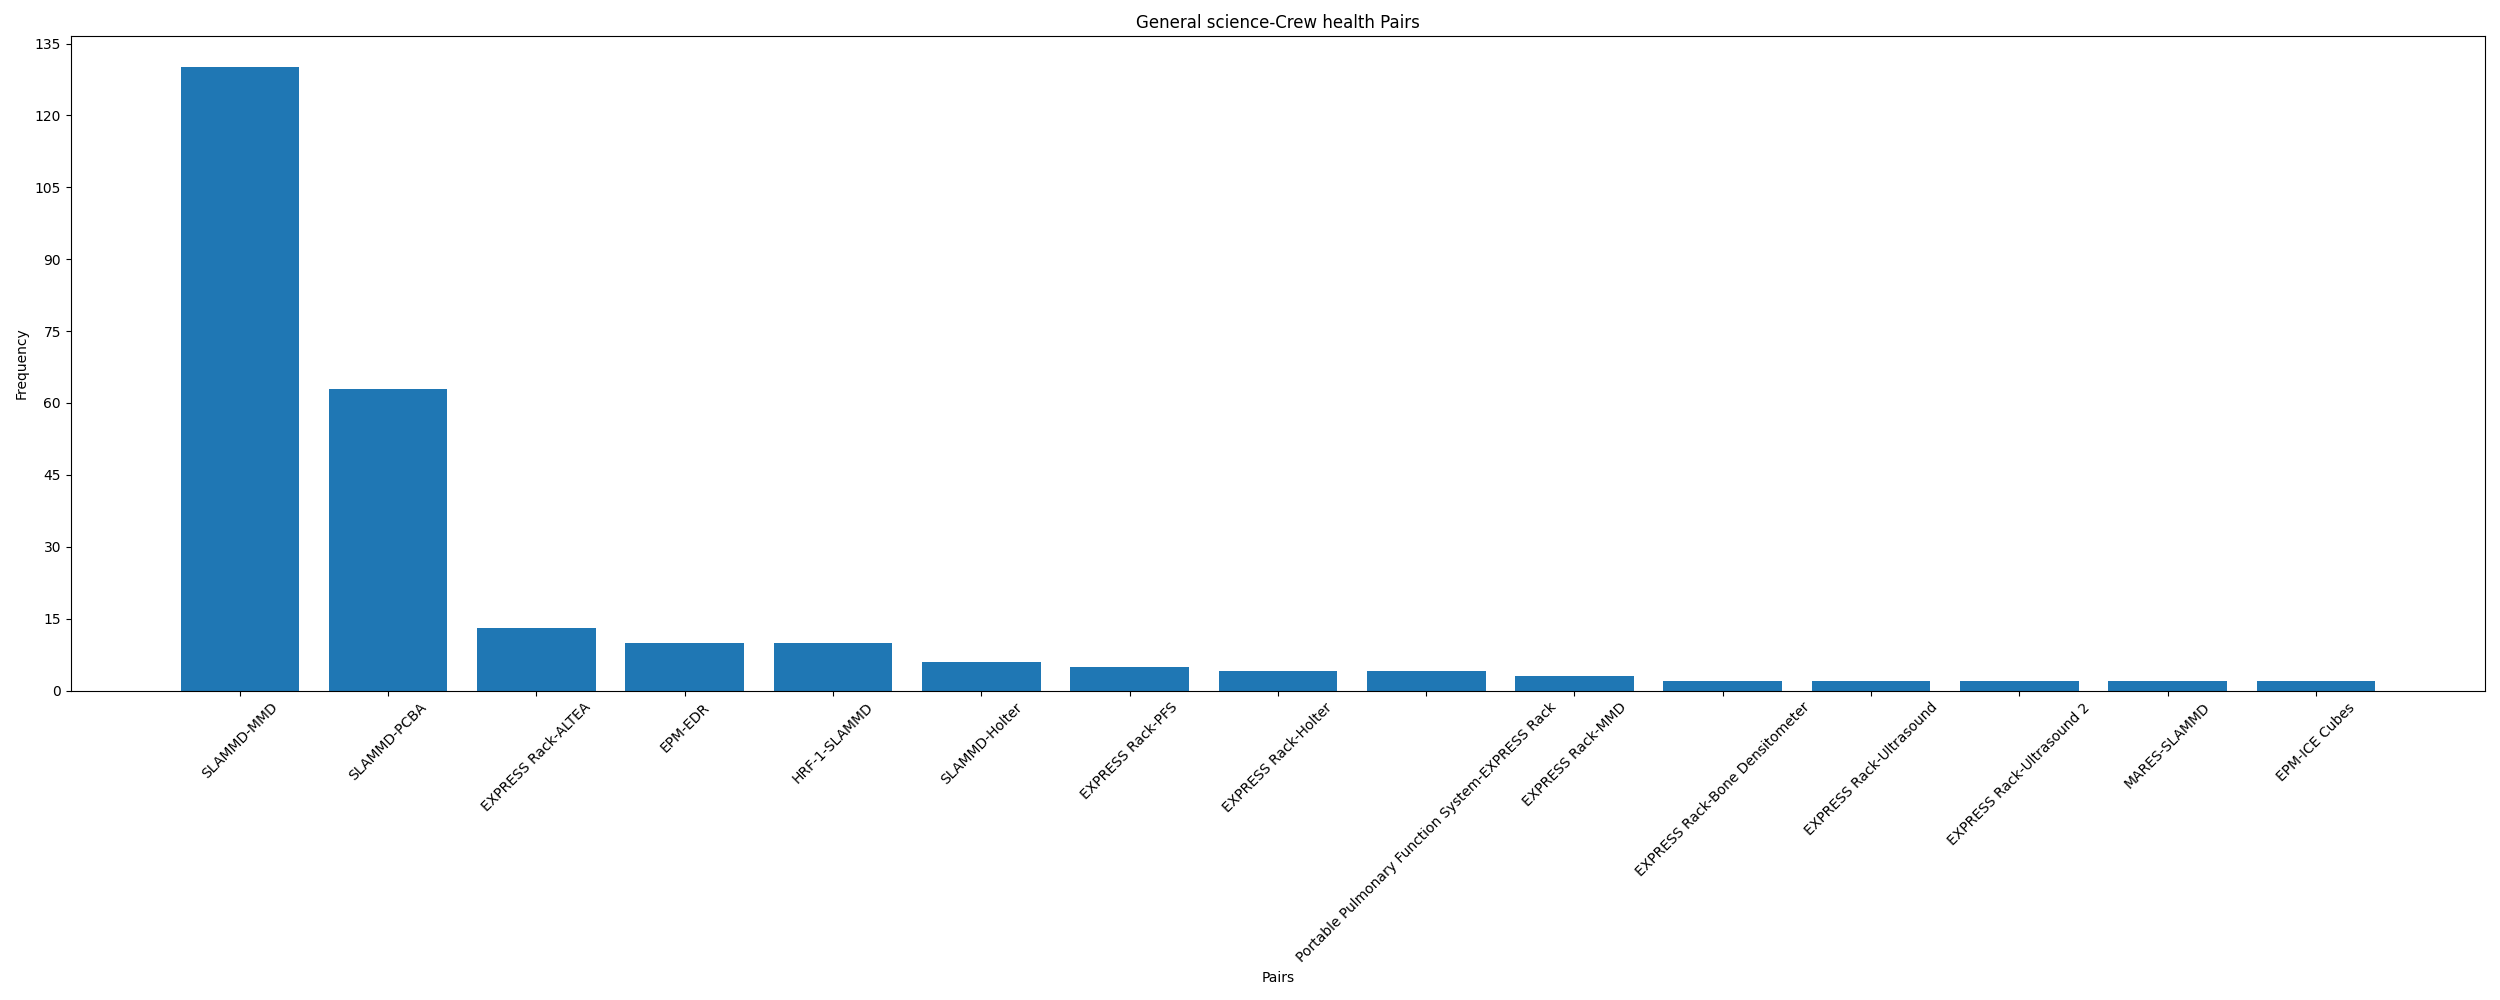 General science-Crew health Pairs
135
120
105
90
75
60
45
30
15
0
Frequency
SLAMMD-MMD
SLAMMD-PCBA
EXPRESS Rack-ALTEA
EPM-EDR
HRF-1-SLAMMD
SLAMMD-Holter
EXPRESS Rack-PFS
EXPRESS Rack-Holter
Portable Pulmonary Function System-EXPRESS Rack
EXPRESS Rack-MMD
EXPRESS Rack-Bone Densitometer
EXPRESS Rack-Ultrasound
EXPRESS Rack-Ultrasound 2
MARES-SLAMMD
EPM-ICE Cubes
Pairs